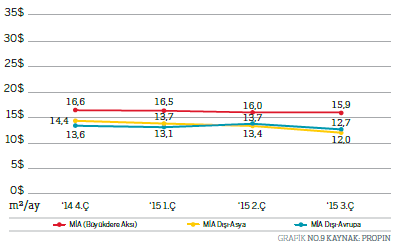 35$
30$
25$
20$
15$
10$
5$
0$
16,6 16,5 16,0 15,9
14,4 13,7 13,7 12,7
13,6 13,1 13,4 12,0
m²/ay '14 4.Ç '15 1.Ç '15 2.Ç '15 3.Ç
MİA (Büyükdere Aksı) MİA Dışı-Asya MİA Dışı-Avrupa
GRAFİK NO.9 KAYNAK: PROPIN